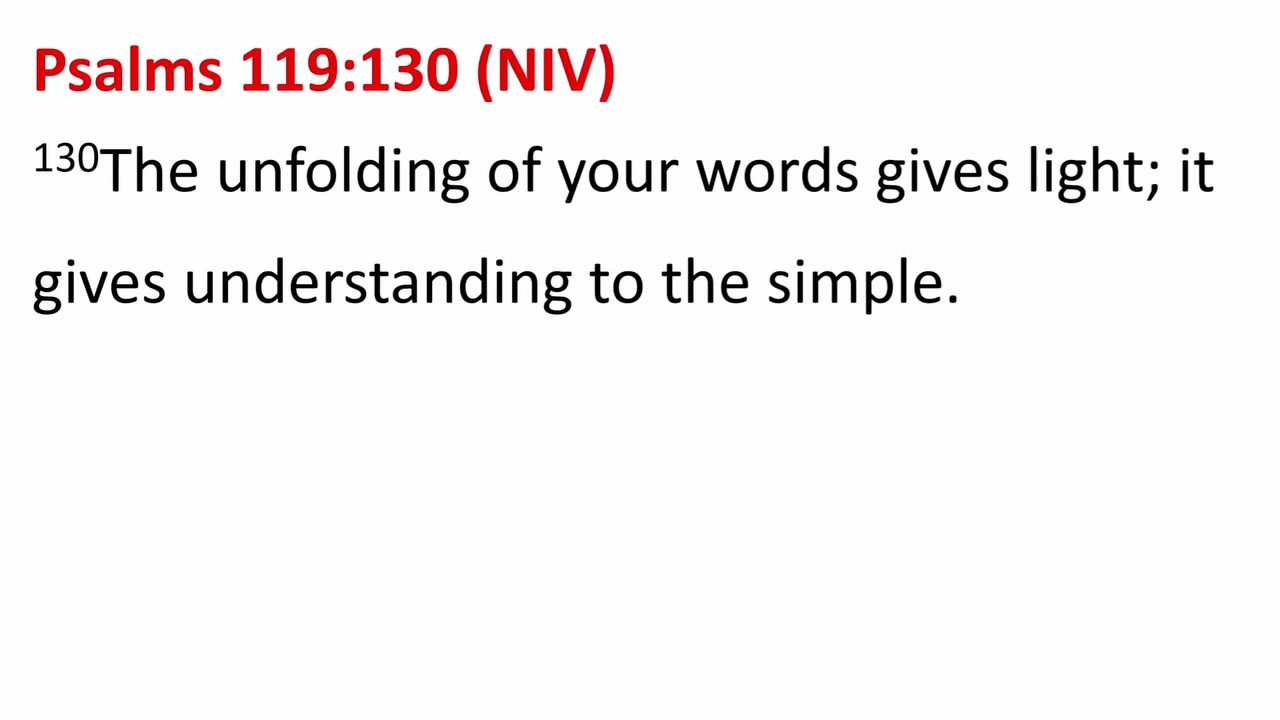 Psalms 119:130 (NIV)
¹³⁰The unfolding of your words gives light; it
gives understanding to the simple.